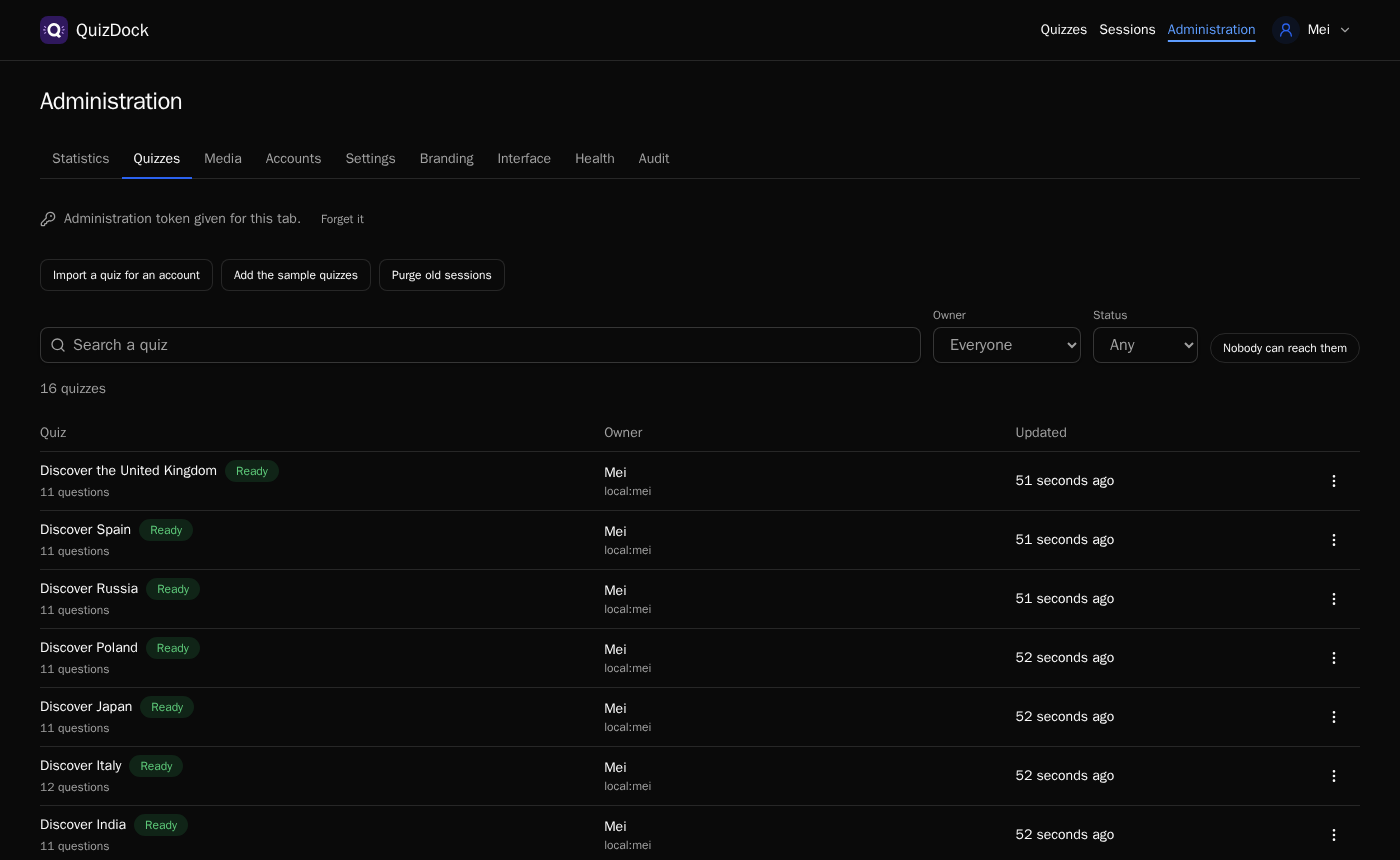 QuizDock
Quizzes Sessions Administration Mei
Administration
Statistics Quizzes Media Accounts Settings Branding Interface Health Audit
Administration token given for this tab. Forget it
Import a quiz for an account Add the sample quizzes Purge old sessions
Owner Status
Search a quiz Everyone Any Nobody can reach them
16 quizzes
Quiz Owner Updated
Discover the United Kingdom Ready
11 questions
Mei
local:mei
51 seconds ago
Discover Spain Ready
11 questions
Mei
local:mei
51 seconds ago
Discover Russia Ready
11 questions
Mei
local:mei
51 seconds ago
Discover Poland Ready
11 questions
Mei
local:mei
52 seconds ago
Discover Japan Ready
11 questions
Mei
local:mei
52 seconds ago
Discover Italy Ready
12 questions
Mei
local:mei
52 seconds ago
Discover India Ready
11 questions
Mei
local:mei
52 seconds ago